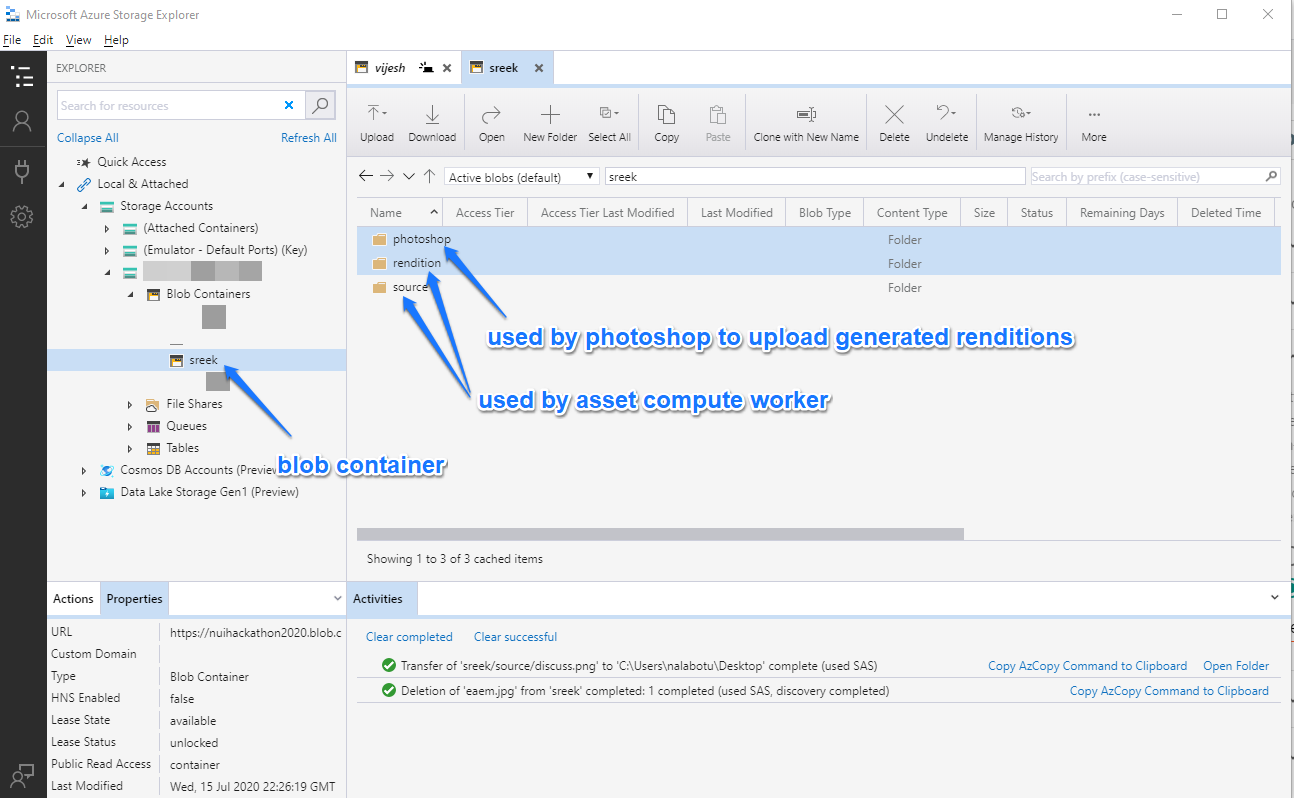 Microsoft Azure Storage Explorer
File Edit View Help
EXPLORER
Search for resources
Collapse All Refresh All
Quick Access
Local & Attached
Storage Accounts
(Attached Containers)
(Emulator - Default Ports) (Key)
Blob Containers
sreek
File Shares
Queues
Tables
Cosmos DB Accounts (Preview
Data Lake Storage Gen1 (Preview)
blob container
vijesh sreek
Upload Download Open New Folder Select All Copy Paste Clone with New Name Delete Undelete Manage History More
Active blobs (default) sreek Search by prefix (case-sensitive)
Name Access Tier Access Tier Last Modified Last Modified Blob Type Content Type Size Status Remaining Days Deleted Time
photoshop Folder
rendition Folder
source Folder
used by photoshop to upload generated renditions
used by asset compute worker
Showing 1 to 3 of 3 cached items
Actions Properties
URL https://nuihackathon2020.blob.c
Custom Domain
Type Blob Container
HNS Enabled false
Lease State available
Lease Status unlocked
Public Read Access container
Last Modified Wed, 15 Jul 2020 22:26:19 GMT
Activities
Clear completed Clear successful
Transfer of 'sreek/source/discuss.png' to 'C:\Users\nalabotu\Desktop' complete (used SAS) Copy AzCopy Command to Clipboard Open Folder
Deletion of 'eaem.jpg' from 'sreek' completed: 1 completed (used SAS, discovery completed) Copy AzCopy Command to Clipboard